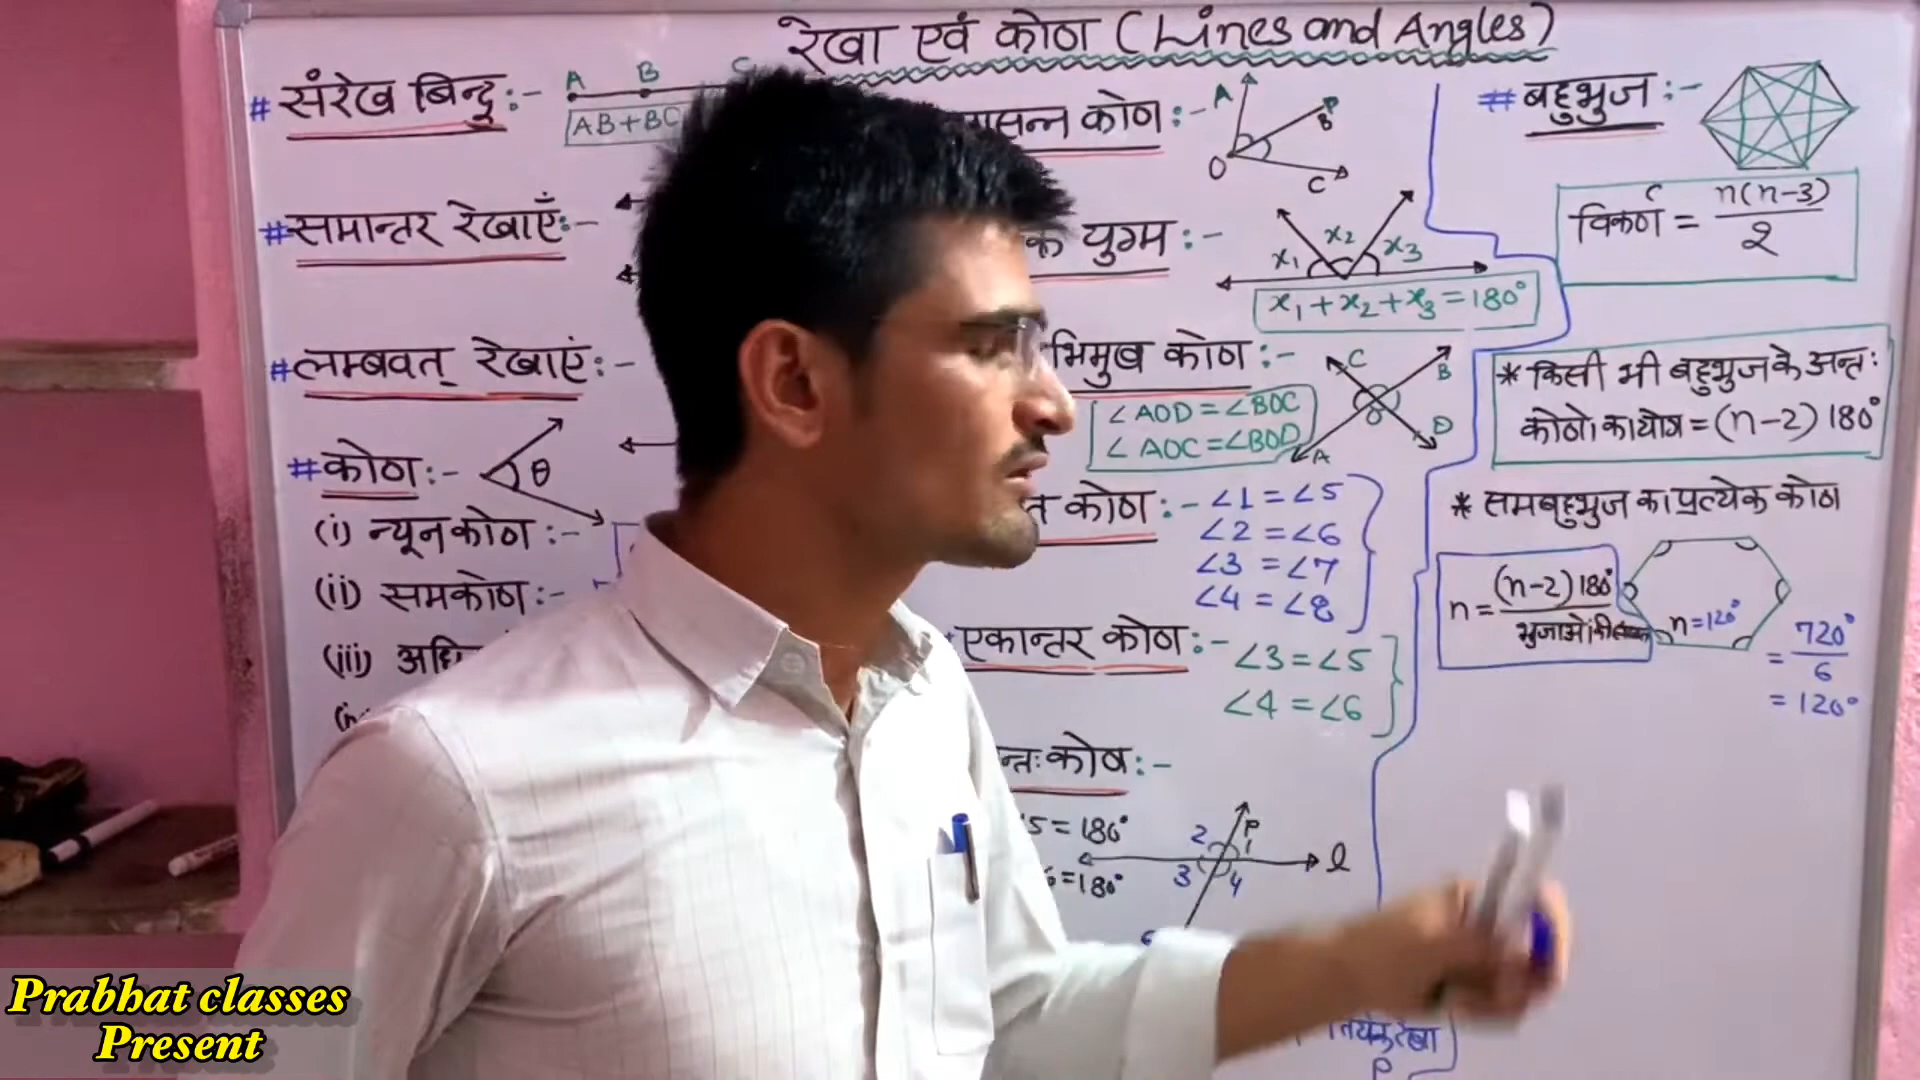 रेखा एवं कोण (Lines and Angles)
# संरेख बिन्दु :-
A B C
AB+BC
# समान्तर रेखाएँ:-
# लम्बवत् रेखाएं:-
# कोण:-
θ
(i) न्यूनकोण :-
(ii) समकोण:-
(iii)
कोण:-
A
P
B
O
C
युग्म :-
x₁ x₂ x₃
x₁+x₂+x₃=180°
कोण:-
∠AOD=∠BOC
∠AOC=∠BOD
C B
O
A D
कोण:-
∠1=∠5
∠2=∠6
∠3=∠7
∠4=∠8
एकान्तर कोण:-
∠3=∠5
∠4=∠6
5=180°
6=180°
2 P
1
l
3 4
तिर्यक रेखा
P
# बहुभुज :-
विकर्ण = n(n-3)/2
* किसी भी बहुभुज के अन्तः
कोणो का योग = (n-2) 180°
* समबहुभुज का प्रत्येक कोण
n = (n-2) 180°
n=120°
= 720°/6
= 120°
Prabhat classes
Present